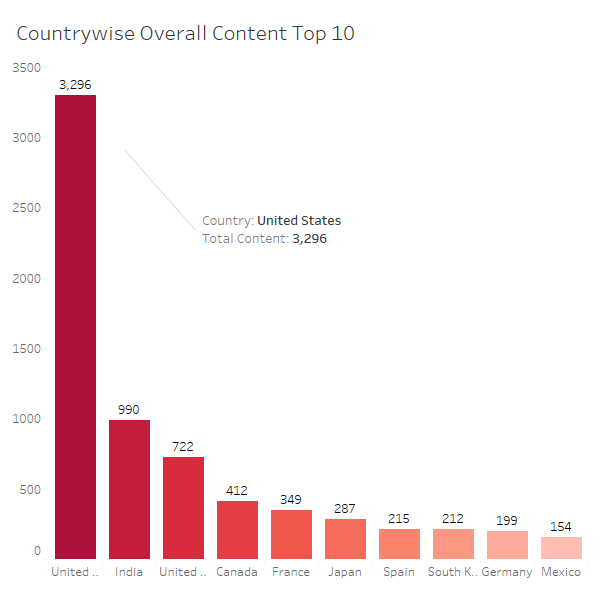 Countrywise Overall Content Top 10
3500
3,296
3000
Country: United States
Total Content: 3,296
2500
2000
1500
1000
990
722
500
412
349
287
215
212
199
154
0
United ..
India
United ..
Canada
France
Japan
Spain
South K..
Germany
Mexico